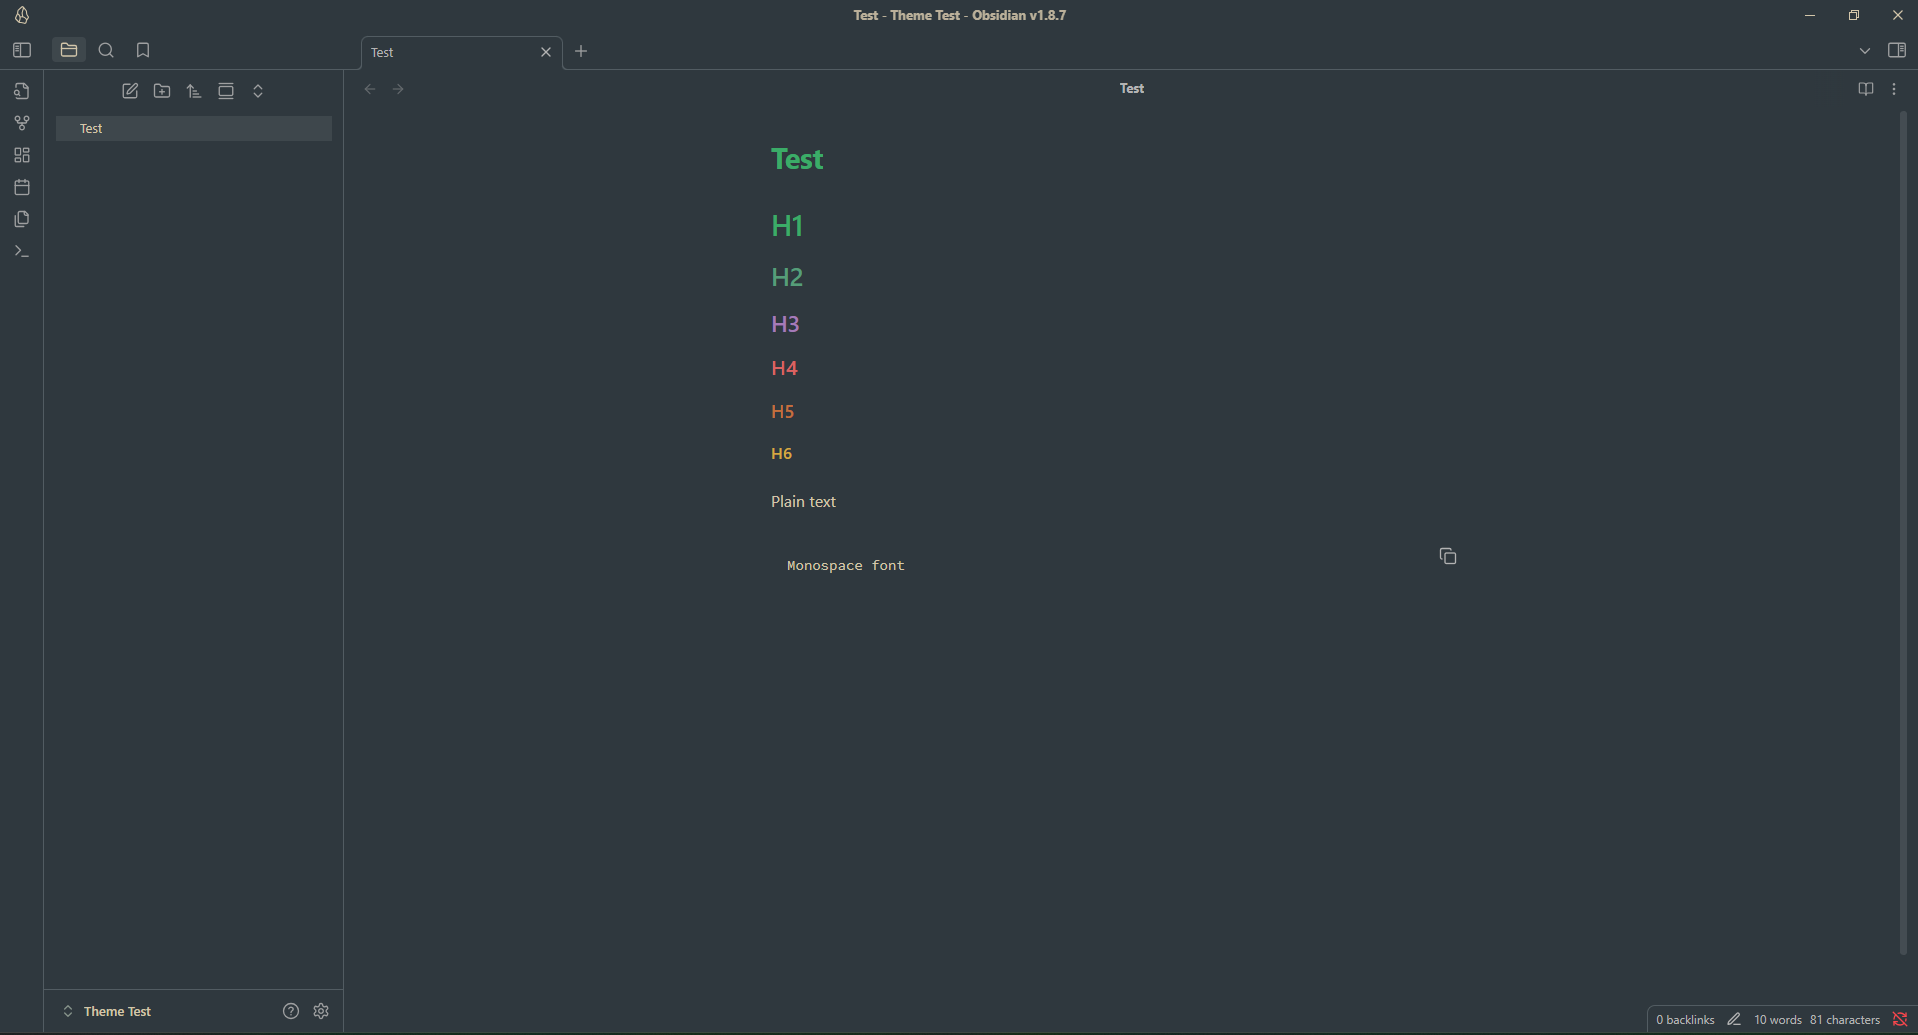 Test - Theme Test - Obsidian v1.8.7
Test
Test
Test
Test
H1
H2
H3
H4
H5
H6
Plain text
Monospace font
Theme Test
0 backlinks 10 words 81 characters